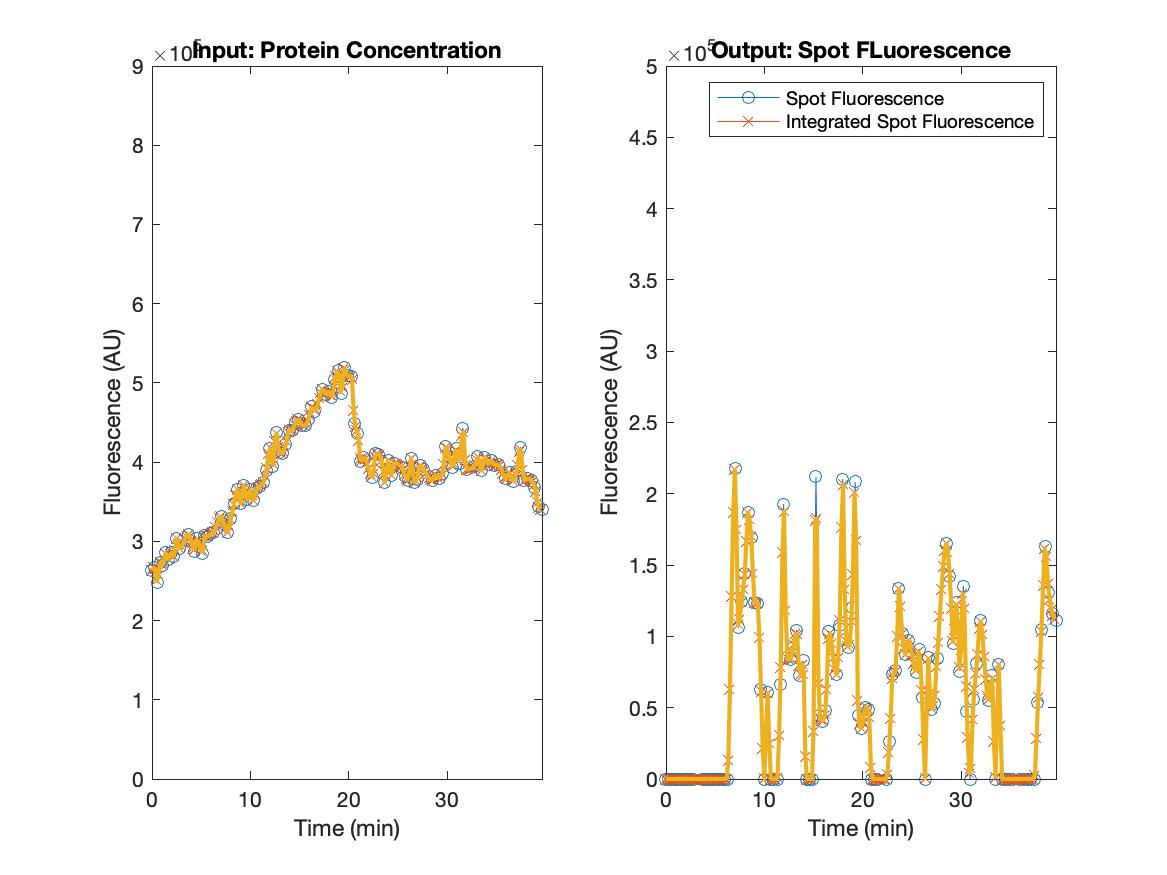 ×10⁵
Input: Protein Concentration
9
8
7
6
5
4
3
2
1
0
Fluorescence (AU)
0 10 20 30
Time (min)
×10⁵
Output: Spot FLuorescence
Spot Fluorescence
Integrated Spot Fluorescence
5
4.5
4
3.5
3
2.5
2
1.5
1
0.5
0
Fluorescence (AU)
0 10 20 30
Time (min)